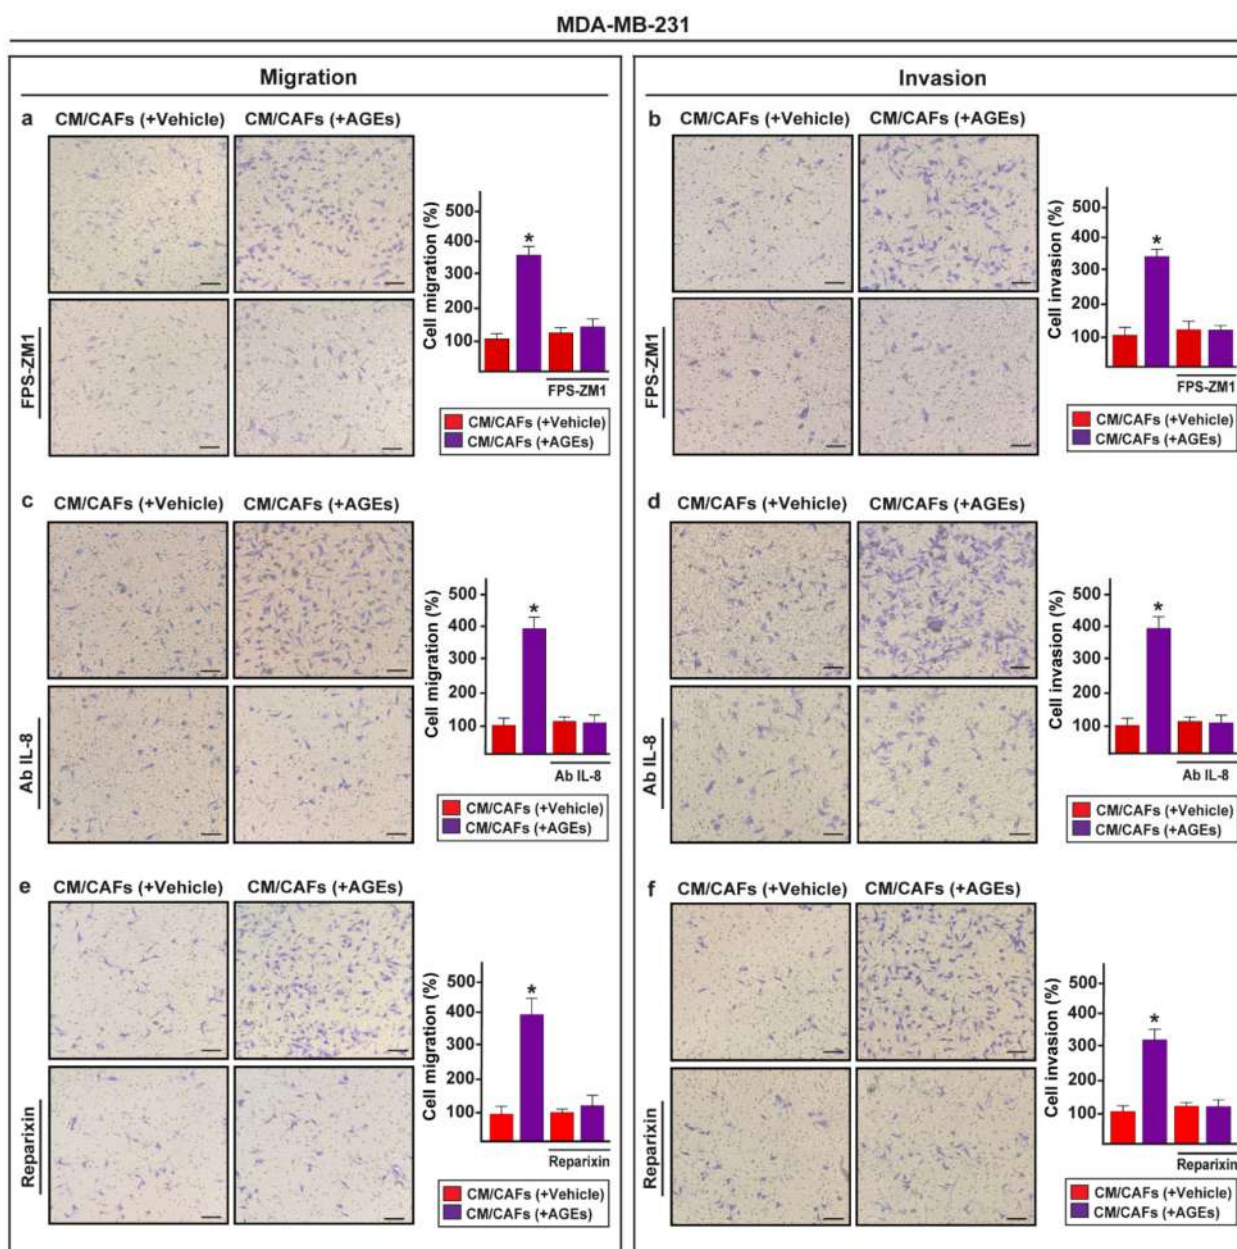 MDA-MB-231
Migration
a
CM/CAFs (+Vehicle) CM/CAFs (+AGEs)
FPS-ZM1
Cell migration (%)
500
400
300
200
100
*
FPS-ZM1
CM/CAFs (+Vehicle)
CM/CAFs (+AGEs)
c
CM/CAFs (+Vehicle) CM/CAFs (+AGEs)
Ab IL-8
Cell migration (%)
500
400
300
200
100
*
Ab IL-8
CM/CAFs (+Vehicle)
CM/CAFs (+AGEs)
e
CM/CAFs (+Vehicle) CM/CAFs (+AGEs)
Reparixin
Cell migration (%)
500
400
300
200
100
*
Reparixin
CM/CAFs (+Vehicle)
CM/CAFs (+AGEs)
Invasion
b
CM/CAFs (+Vehicle) CM/CAFs (+AGEs)
FPS-ZM1
Cell invasion (%)
500
400
300
200
100
*
FPS-ZM1
CM/CAFs (+Vehicle)
CM/CAFs (+AGEs)
d
CM/CAFs (+Vehicle) CM/CAFs (+AGEs)
Ab IL-8
Cell invasion (%)
500
400
300
200
100
*
Ab IL-8
CM/CAFs (+Vehicle)
CM/CAFs (+AGEs)
f
CM/CAFs (+Vehicle) CM/CAFs (+AGEs)
Reparixin
Cell invasion (%)
500
400
300
200
100
*
Reparixin
CM/CAFs (+Vehicle)
CM/CAFs (+AGEs)